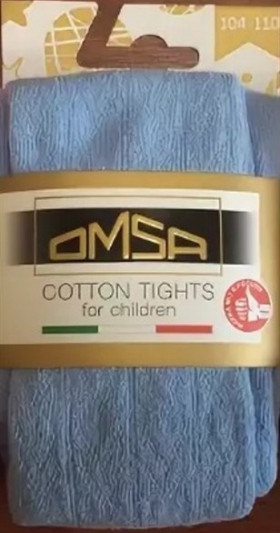 104-110
OMSA
COTTON TIGHTS
for children